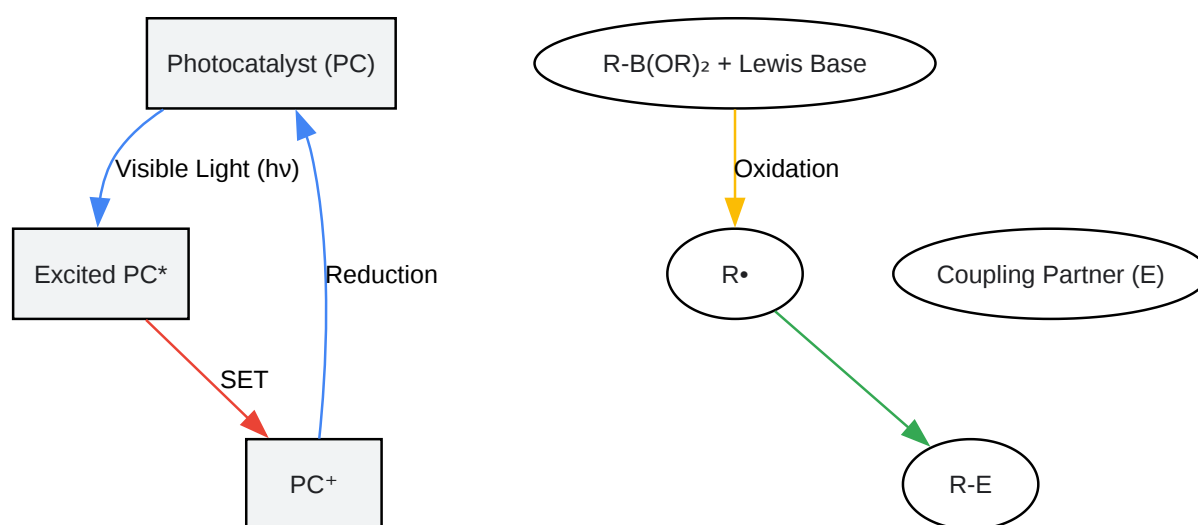 Photocatalyst (PC)
R-B(OR)₂ + Lewis Base
Visible Light (hν)
Oxidation
Excited PC*
Reduction
R•
Coupling Partner (E)
SET
PC⁺
R-E